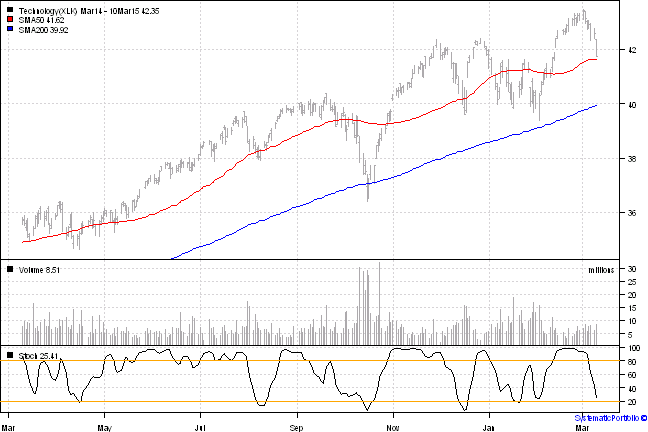 Technology(XLK) Mar14 - 10Mar15 42.35
SMA50 41.62
SMA200 39.92
42
40
38
36
Volume 8.51
millions
30
25
20
15
10
5
Stoch 25.41
100
80
60
40
20
Mar May Jul Sep Nov Jan Mar
SystematicPortfolio ©